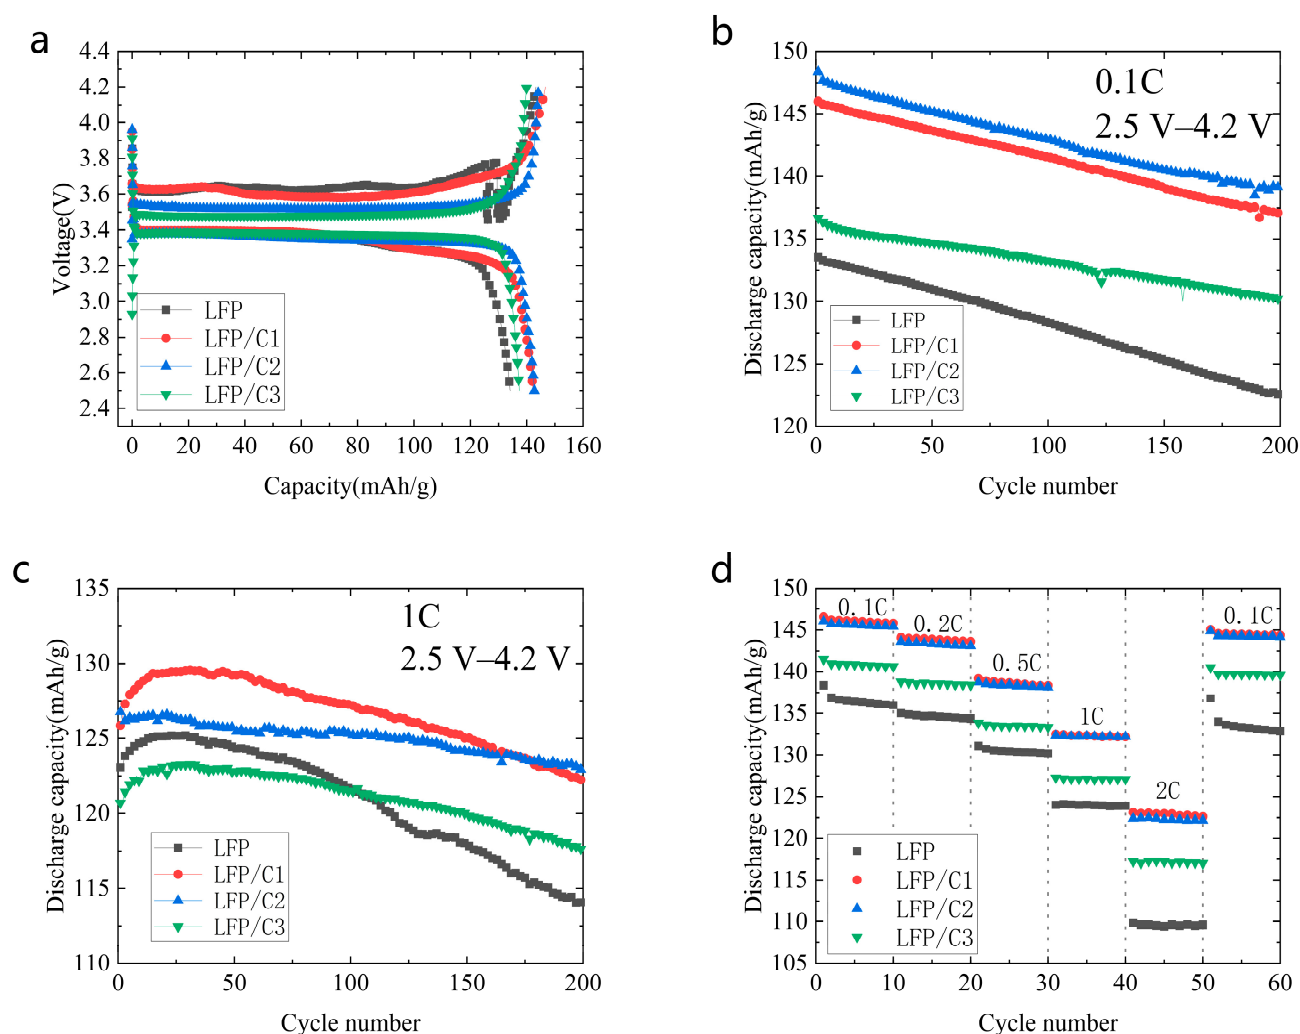 a
4.4
4.2
4.0
3.8
3.6
3.4
3.2
3.0
2.8
2.6
2.4
Voltage(V)
LFP
LFP/C1
LFP/C2
LFP/C3
0 20 40 60 80 100 120 140 160
Capacity(mAh/g)
b
150
145
140
135
130
125
120
Discharge capacity(mAh/g)
0.1C
2.5 V–4.2 V
LFP
LFP/C1
LFP/C2
LFP/C3
0 50 100 150 200
Cycle number
c
135
130
125
120
115
110
Discharge capacity(mAh/g)
1C
2.5 V–4.2 V
LFP
LFP/C1
LFP/C2
LFP/C3
0 50 100 150 200
Cycle number
d
150
145
140
135
130
125
120
115
110
105
Discharge capacity(mAh/g)
0.1C
0.2C
0.5C
1C
2C
0.1C
LFP
LFP/C1
LFP/C2
LFP/C3
0 10 20 30 40 50 60
Cycle number